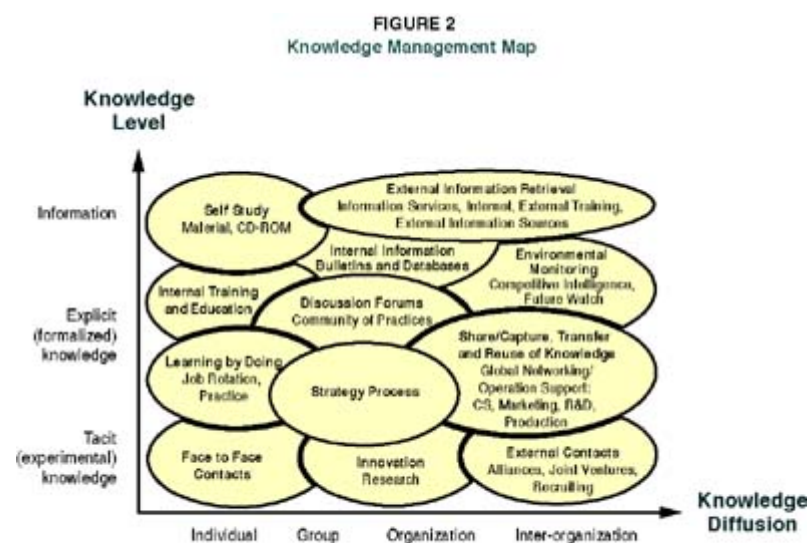 FIGURE 2
Knowledge Management Map
Knowledge
Level
Information
Explicit
(formalized)
knowledge
Tacit
(experimental)
knowledge
Self Study
Material, CD-ROM
External Information Retrieval
Information Services, Internet, External Training,
External Information Sources
Internal Information
Bulletins and Databases
Environmental
Monitoring
Competitive Intelligence,
Future Watch
Internal Training
and Education
Discussion Forums
Community of Practices
Learning by Doing
Job Rotation,
Practice
Strategy Process
Share/Capture, Transfer
and Reuse of Knowledge
Global Networking/
Operation Support:
CS, Marketing, R&D,
Production
Face to Face
Contacts
Innovation
Research
External Contacts
Alliances, Joint Ventures,
Recruiting
Knowledge
Diffusion
Individual Group Organization Inter-organization